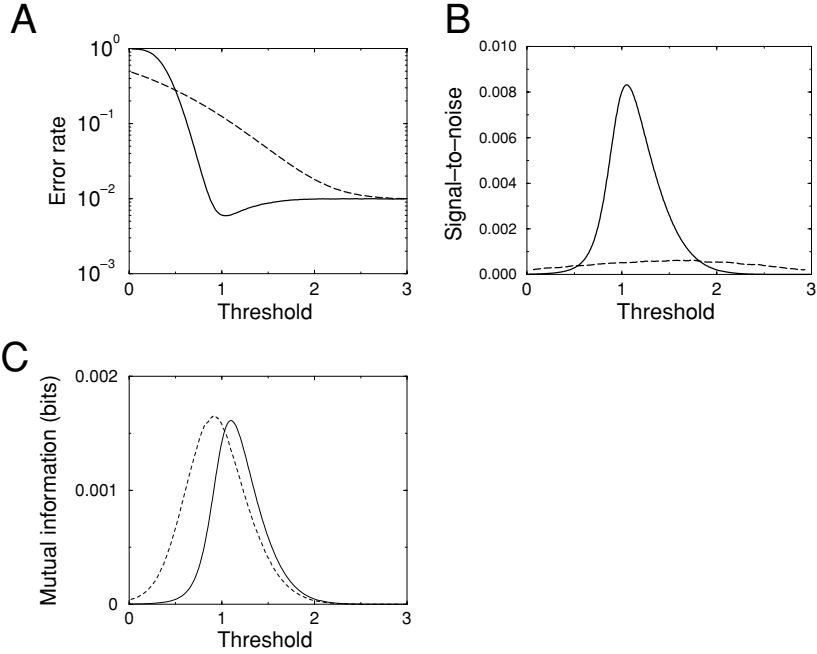 A
Error rate
10^0
10^−1
10^−2
10^−3
0 1 2 3
Threshold
B
Signal−to−noise
0.010
0.008
0.006
0.004
0.002
0.000
0 1 2 3
Threshold
C
Mutual information (bits)
0.002
0.001
0
0 1 2 3
Threshold